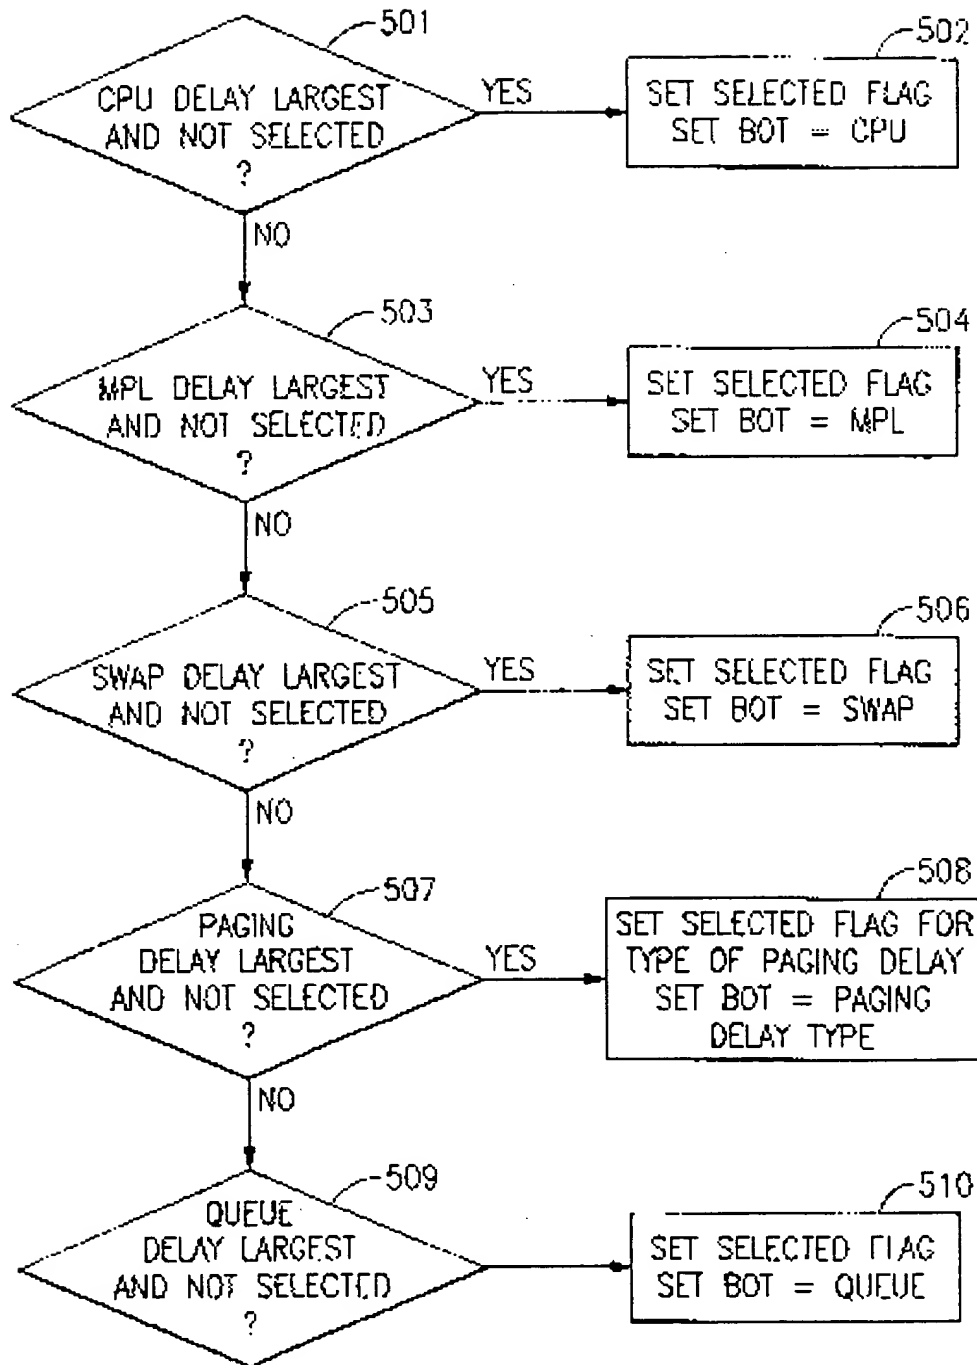 501
CPU DELAY LARGEST
AND NOT SELECTED
?
YES
502
SET SELECTED FLAG
SET BOT = CPU
NO
503
MPL DELAY LARGEST
AND NOT SELECTED
?
YES
504
SET SELECTED FLAG
SET BOT = MPL
NO
505
SWAP DELAY LARGEST
AND NOT SELECTED
?
YES
506
SET SELECTED FLAG
SET BOT = SWAP
NO
507
PAGING
DELAY LARGEST
AND NOT SELECTED
?
YES
508
SET SELECTED FLAG FOR
TYPE OF PAGING DELAY
SET BOT = PAGING
DELAY TYPE
NO
509
QUEUE
DELAY LARGEST
AND NOT SELECTED
?
510
SET SELECTED FLAG
SET BOT = QUEUE